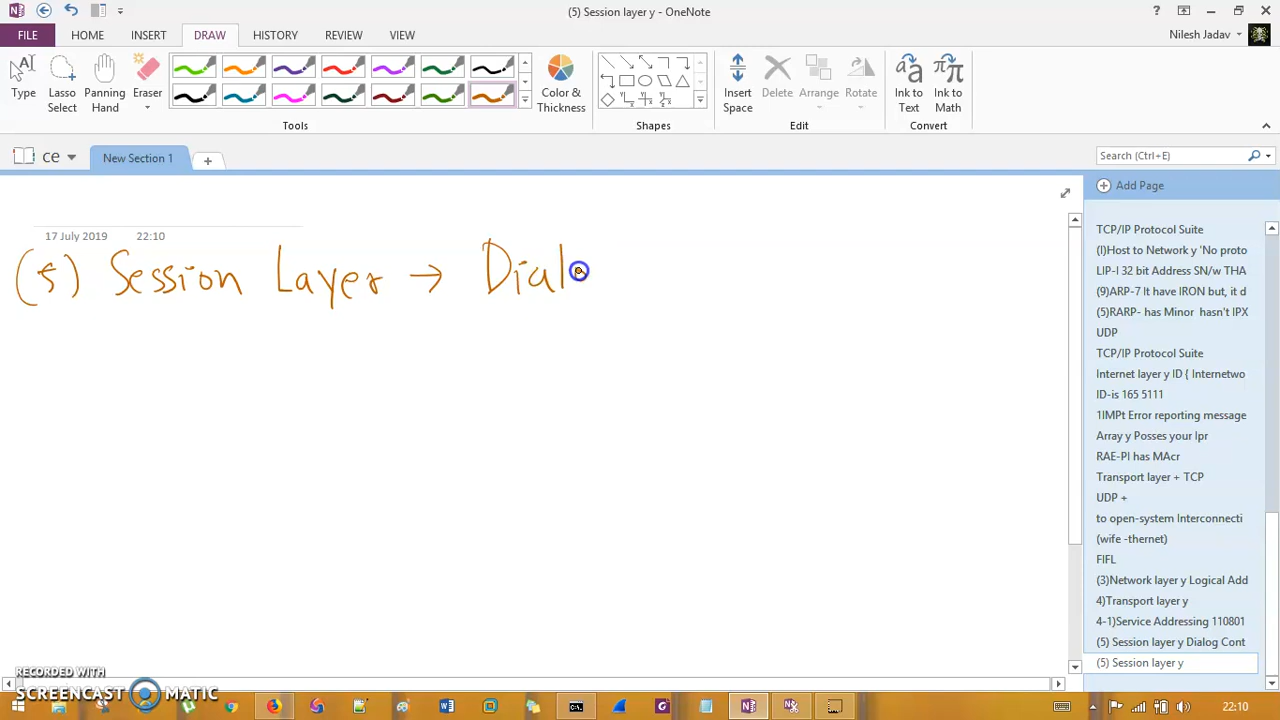 (5) Session layer y - OneNote
FILE HOME INSERT DRAW HISTORY REVIEW VIEW
Nilesh Jadav
Type
Lasso Select
Panning Hand
Eraser
Color & Thickness
Insert Space
Delete
Arrange
Rotate
Ink to Text
Ink to Math
Tools
Shapes
Edit
Convert
ce
New Section 1
Search (Ctrl+E)
Add Page
17 July 2019 22:10
(5) Session Layer → Dial
TCP/IP Protocol Suite
(I)Host to Network y 'No proto
LIP-I 32 bit Address SN/w THA
(9)ARP-7 It have IRON but, it d
(5)RARP- has Minor hasn't IPX
UDP
TCP/IP Protocol Suite
Internet layer y ID { Internetwo
ID-is 165 5111
1IMPt Error reporting message
Array y Posses your Ipr
RAE-PI has MAcr
Transport layer + TCP
UDP +
to open-system Interconnecti
(wife -thernet)
FIFL
(3)Network layer y Logical Add
4)Transport layer y
4-1)Service Addressing 110801
(5) Session layer y Dialog Cont
(5) Session layer y
RECORDED WITH
SCREENCAST MATIC
22:10